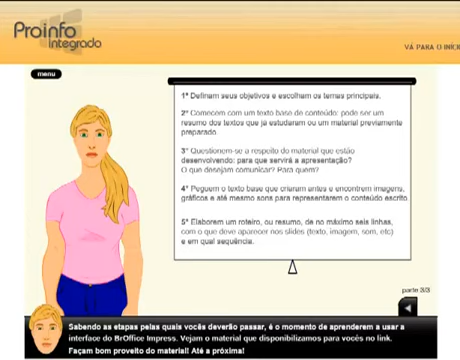 Proinfo
Integrado
VÁ PARA O INÍCI
menu
1º Definam seus objetivos e escolham os temas principais.
2º Comecem com um texto base de conteúdo: pode ser um
resumo dos textos que já estudaram ou um material previamente
preparado.
3º Questionem-se a respeito do material que estão
desenvolvendo: para que servirá a apresentação?
O que desejam comunicar? Para quem?
4º Peguem o texto base que criaram antes e encontrem imagens,
gráficos e até mesmo sons para representarem o conteúdo escrito
5º Elaborem um roteiro, ou resumo, de no máximo seis linhas,
com o que deve aparecer nos slides (texto, imagem, som, etc)
e em qual sequência.
parte 3/3
Sabendo as etapas pelas quais vocês deverão passar, é o momento de aprenderem a usar a
interface do BrOffice Impress. Vejam o material que disponibilizamos para vocês no link.
Façam bom proveito do material! Até a próxima!